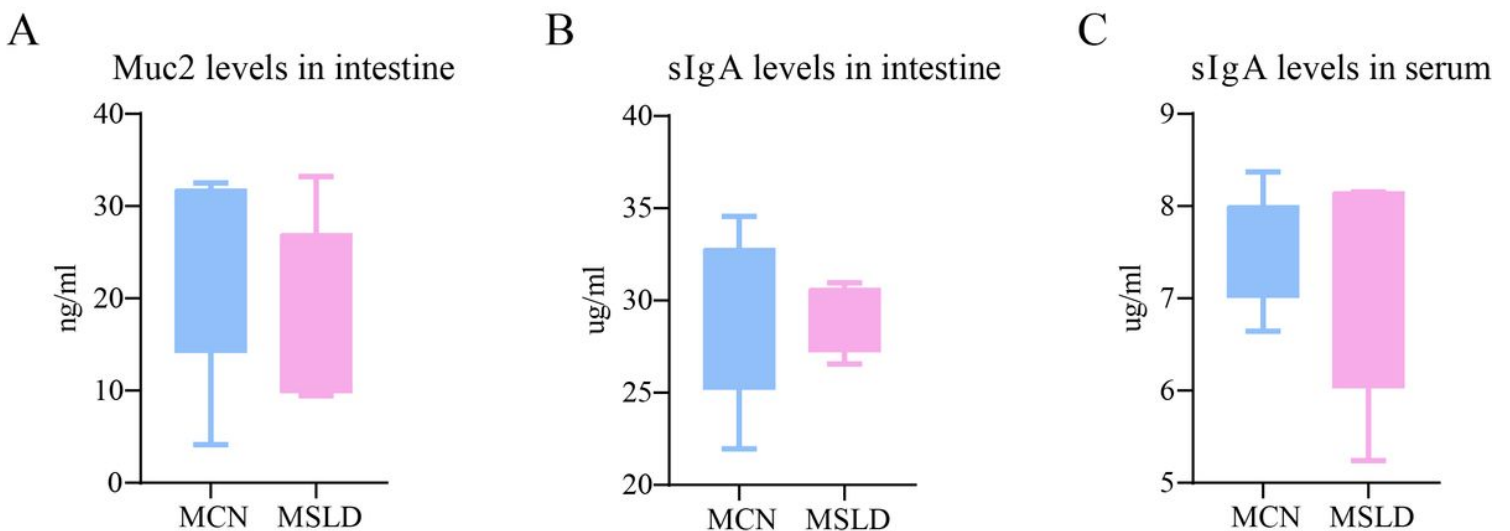 A
Muc2 levels in intestine
40
30
20
10
0
ng/ml
MCN MSLD
B
sIgA levels in intestine
40
35
30
25
20
ug/ml
MCN MSLD
C
sIgA levels in serum
9
8
7
6
5
ug/ml
MCN MSLD